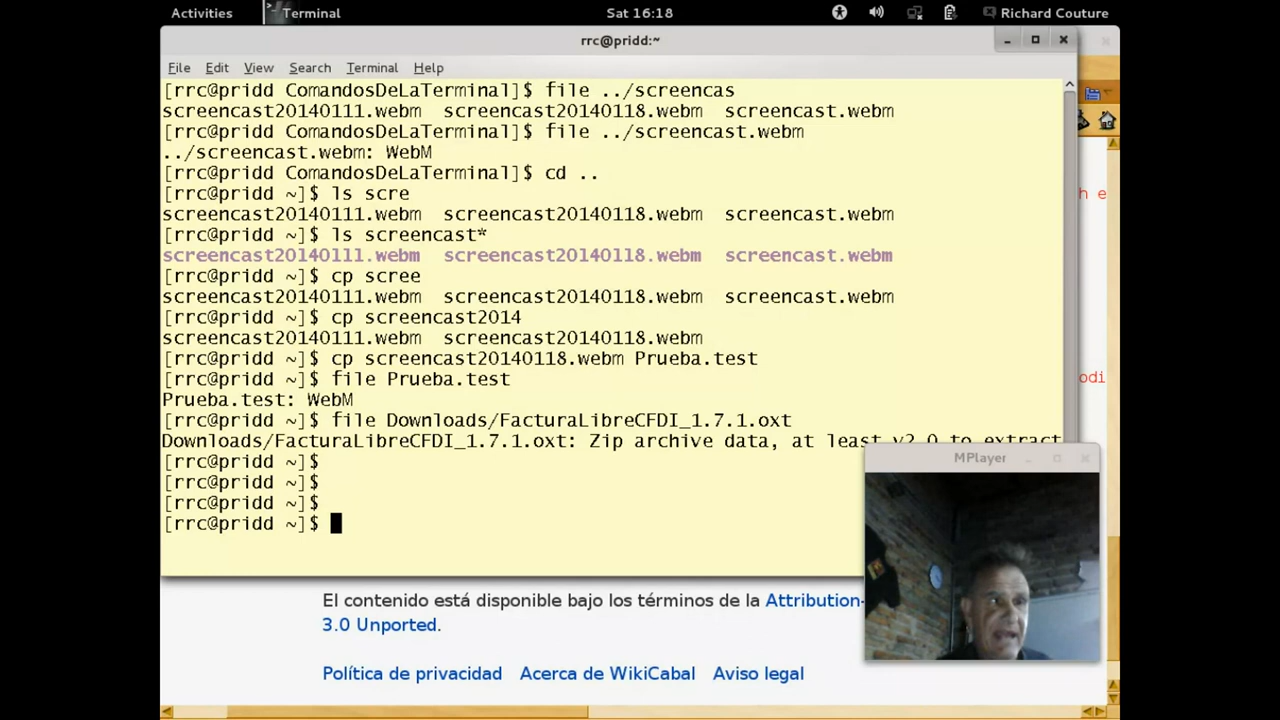 Activities Terminal Sat 16:18 Richard Couture
rrc@pridd:~
File Edit View Search Terminal Help
[rrc@pridd ComandosDeLaTerminal]$ file ../screencas
screencast20140111.webm screencast20140118.webm screencast.webm
[rrc@pridd ComandosDeLaTerminal]$ file ../screencast.webm
../screencast.webm: WebM
[rrc@pridd ComandosDeLaTerminal]$ cd ..
[rrc@pridd ~]$ ls scre
screencast20140111.webm screencast20140118.webm screencast.webm
[rrc@pridd ~]$ ls screencast*
screencast20140111.webm screencast20140118.webm screencast.webm
[rrc@pridd ~]$ cp scree
screencast20140111.webm screencast20140118.webm screencast.webm
[rrc@pridd ~]$ cp screencast2014
screencast20140111.webm screencast20140118.webm
[rrc@pridd ~]$ cp screencast20140118.webm Prueba.test
[rrc@pridd ~]$ file Prueba.test
Prueba.test: WebM
[rrc@pridd ~]$ file Downloads/FacturaLibreCFDI_1.7.1.oxt
Downloads/FacturaLibreCFDI_1.7.1.oxt: Zip archive data, at least v2.0 to extract
[rrc@pridd ~]$
[rrc@pridd ~]$
[rrc@pridd ~]$
[rrc@pridd ~]$
MPlayer
El contenido está disponible bajo los términos de la Attribution-
3.0 Unported.
Política de privacidad Acerca de WikiCabal Aviso legal